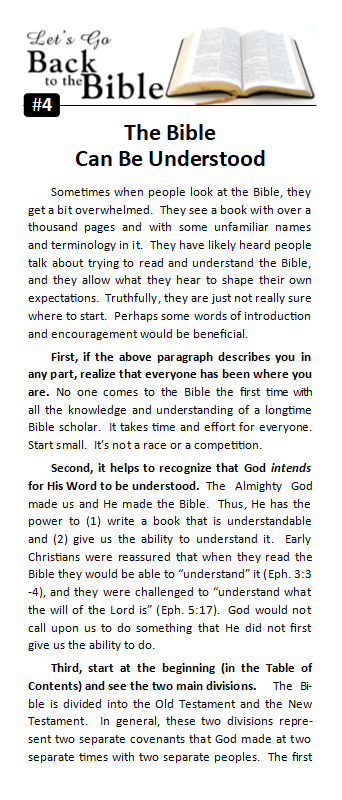 Let's Go
Back
to the
Bible
#4
The Bible
Can Be Understood
Sometimes when people look at the Bible, they
get a bit overwhelmed. They see a book with over a
thousand pages and with some unfamiliar names
and terminology in it. They have likely heard people
talk about trying to read and understand the Bible,
and they allow what they hear to shape their own
expectations. Truthfully, they are just not really sure
where to start. Perhaps some words of introduction
and encouragement would be beneficial.
First, if the above paragraph describes you in
any part, realize that everyone has been where you
are. No one comes to the Bible the first time with
all the knowledge and understanding of a longtime
Bible scholar. It takes time and effort for everyone.
Start small. It's not a race or a competition.
Second, it helps to recognize that God intends
for His Word to be understood. The Almighty God
made us and He made the Bible. Thus, He has the
power to (1) write a book that is understandable
and (2) give us the ability to understand it. Early
Christians were reassured that when they read the
Bible they would be able to “understand” it (Eph. 3:3
-4), and they were challenged to “understand what
the will of the Lord is” (Eph. 5:17). God would not
call upon us to do something that He did not first
give us the ability to do.
Third, start at the beginning (in the Table of
Contents) and see the two main divisions. The Bi-
ble is divided into the Old Testament and the New
Testament. In general, these two divisions repre-
sent two separate covenants that God made at two
separate times with two separate peoples. The first